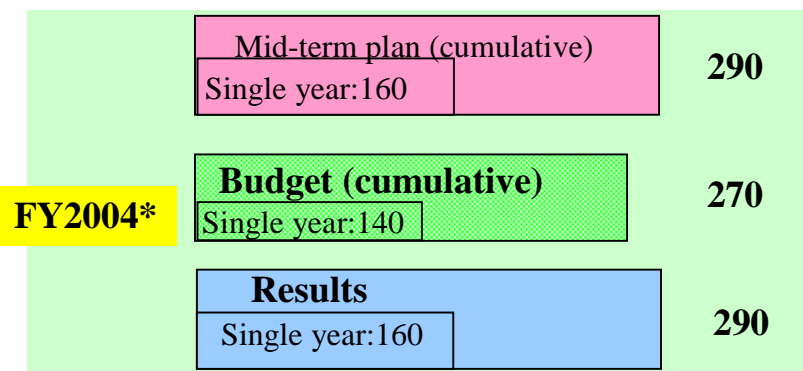 Mid-term plan (cumulative)
290
Single year:160
Budget (cumulative)
270
FY2004*
Single year:140
Results
290
Single year:160